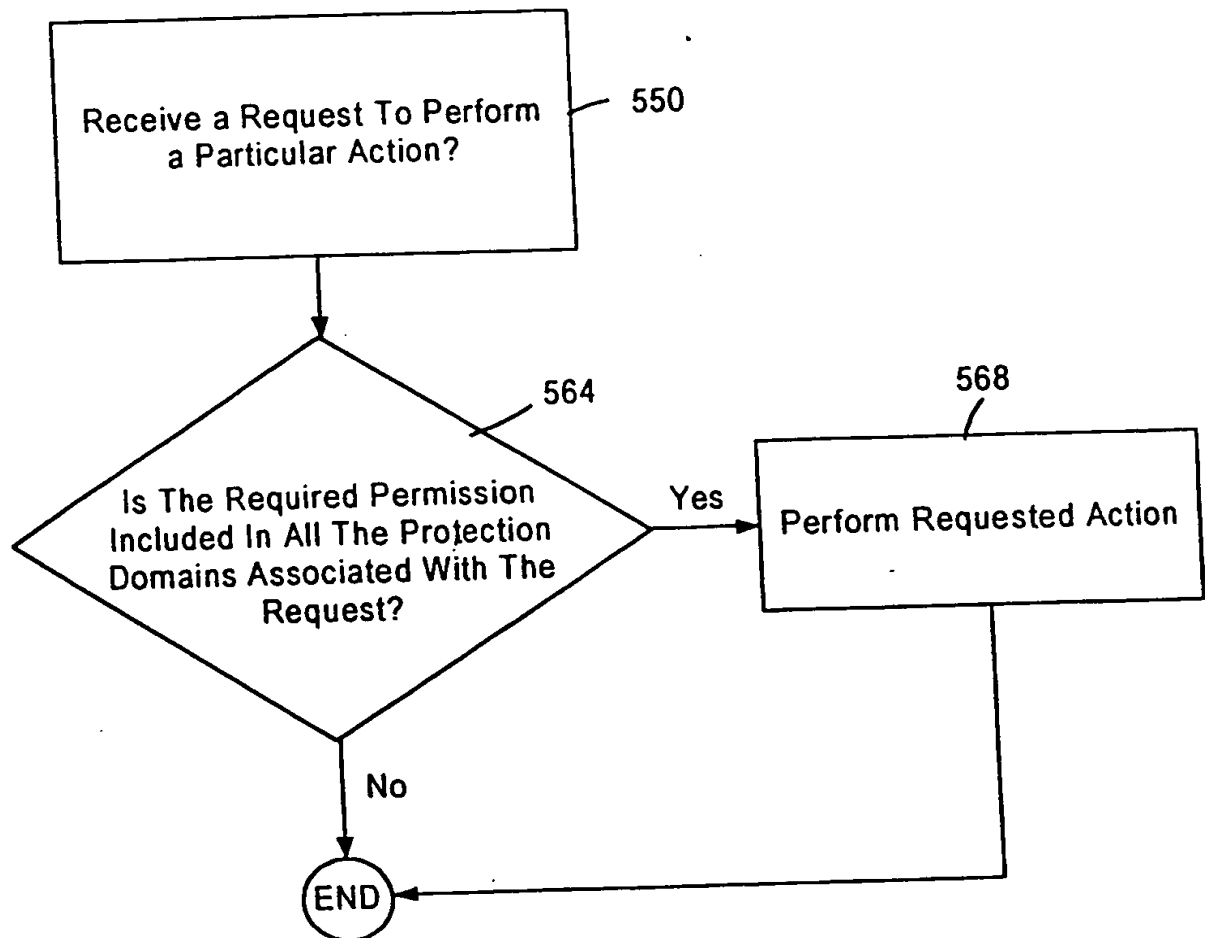 Receive a Request To Perform
a Particular Action?
550
564
Is The Required Permission
Included In All The Protection
Domains Associated With The
Request?
Yes
568
Perform Requested Action
No
END